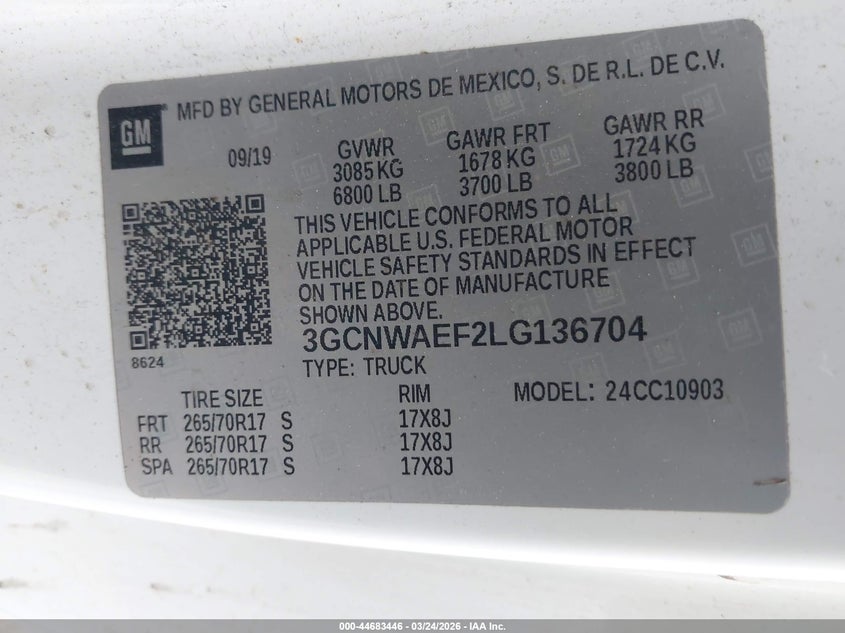 GM
MFD BY GENERAL MOTORS DE MEXICO, S. DE R.L. DE C.V.
09/19
GVWR
3085 KG
6800 LB
GAWR FRT
1678 KG
3700 LB
GAWR RR
1724 KG
3800 LB
THIS VEHICLE CONFORMS TO ALL
APPLICABLE U.S. FEDERAL MOTOR
VEHICLE SAFETY STANDARDS IN EFFECT
ON THE DATE OF MANUFACTURE
SHOWN ABOVE.
3GCNWAEF2LG136704
8624
TYPE: TRUCK
TIRE SIZE RIM MODEL: 24CC10903
FRT 265/70R17 S 17X8J
RR 265/70R17 S 17X8J
SPA 265/70R17 S 17X8J
000-44683446 - 03/24/2026 - IAA Inc.